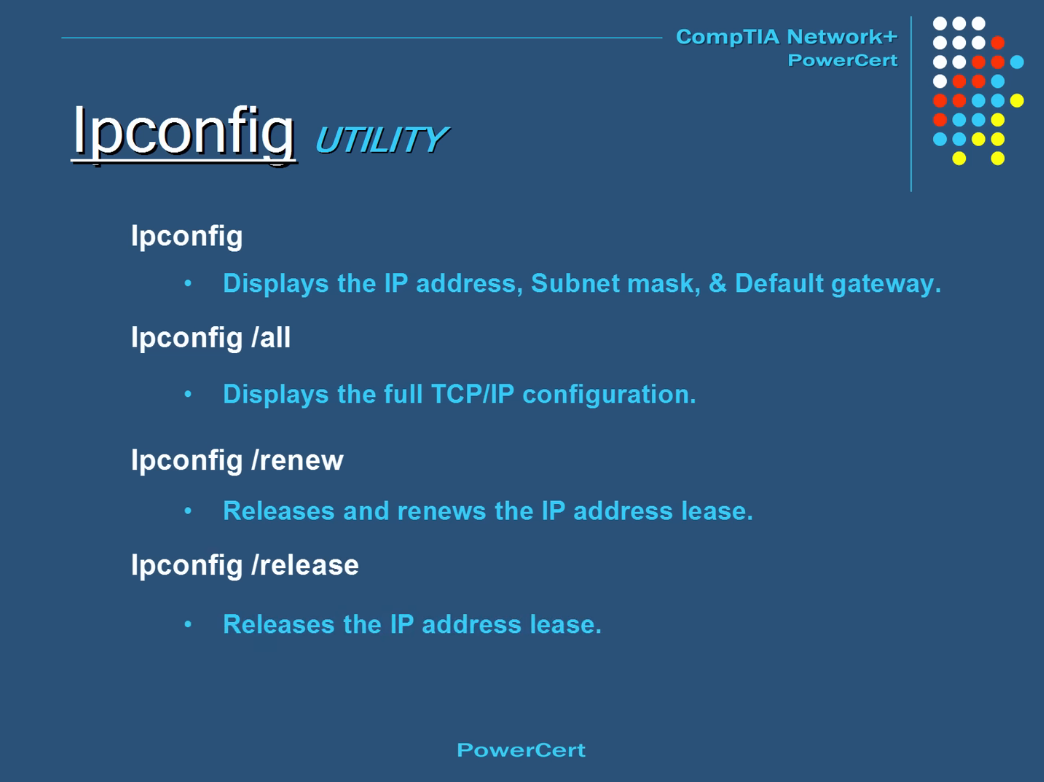 CompTIA Network+
PowerCert
Ipconfig UTILITY
Ipconfig
• Displays the IP address, Subnet mask, & Default gateway.
Ipconfig /all
• Displays the full TCP/IP configuration.
Ipconfig /renew
• Releases and renews the IP address lease.
Ipconfig /release
• Releases the IP address lease.
PowerCert